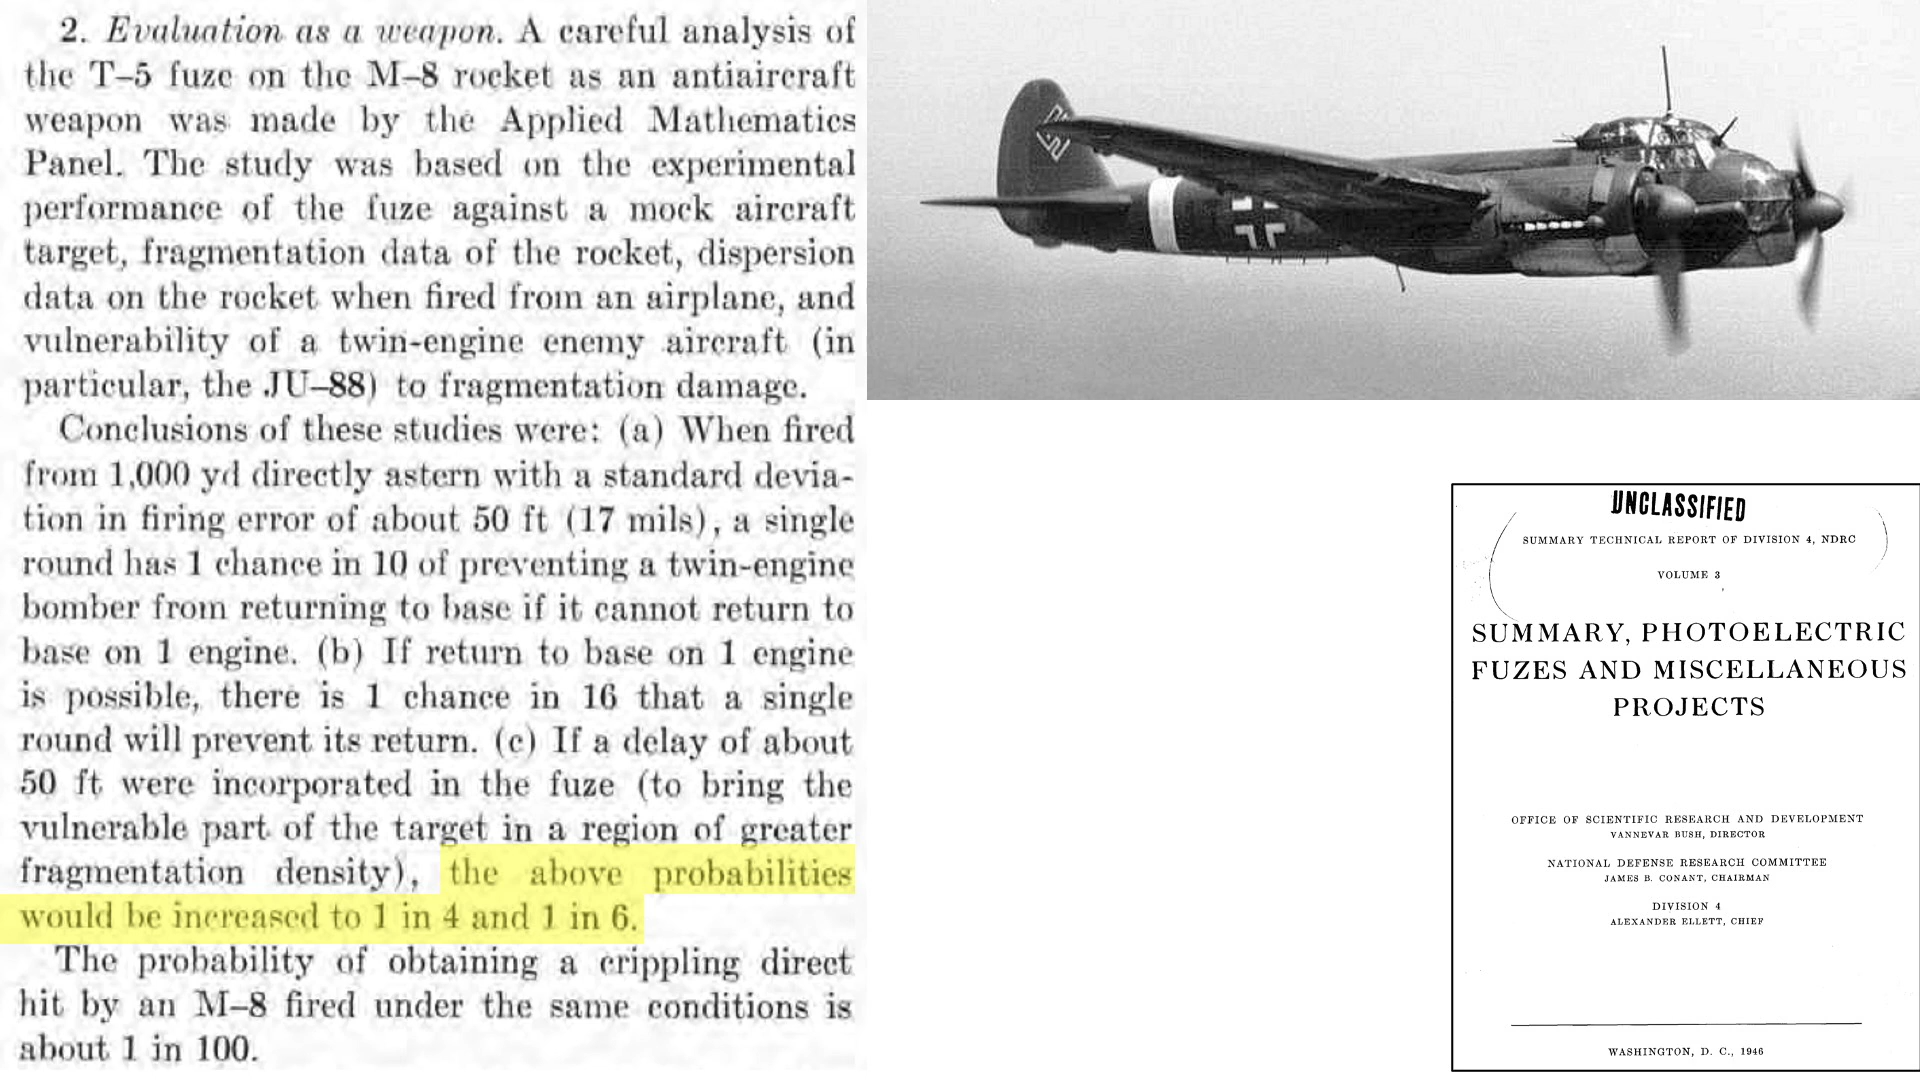 2. Evaluation as a weapon. A careful analysis of
the T–5 fuze on the M–8 rocket as an antiaircraft
weapon was made by the Applied Mathematics
Panel. The study was based on the experimental
performance of the fuze against a mock aircraft
target, fragmentation data of the rocket, dispersion
data on the rocket when fired from an airplane, and
vulnerability of a twin-engine enemy aircraft (in
particular, the JU–88) to fragmentation damage.
Conclusions of these studies were: (a) When fired
from 1,000 yd directly astern with a standard devia-
tion in firing error of about 50 ft (17 mils), a single
round has 1 chance in 10 of preventing a twin-engine
bomber from returning to base if it cannot return to
base on 1 engine. (b) If return to base on 1 engine
is possible, there is 1 chance in 16 that a single
round will prevent its return. (c) If a delay of about
50 ft were incorporated in the fuze (to bring the
vulnerable part of the target in a region of greater
fragmentation density), the above probabilities
would be increased to 1 in 4 and 1 in 6.
The probability of obtaining a crippling direct
hit by an M–8 fired under the same conditions is
about 1 in 100.
UNCLASSIFIED
SUMMARY TECHNICAL REPORT OF DIVISION 4, NDRC
VOLUME 3
SUMMARY, PHOTOELECTRIC
FUZES AND MISCELLANEOUS
PROJECTS
OFFICE OF SCIENTIFIC RESEARCH AND DEVELOPMENT
VANNEVAR BUSH, DIRECTOR
NATIONAL DEFENSE RESEARCH COMMITTEE
JAMES B. CONANT, CHAIRMAN
DIVISION 4
ALEXANDER ELLETT, CHIEF
WASHINGTON, D. C., 1946